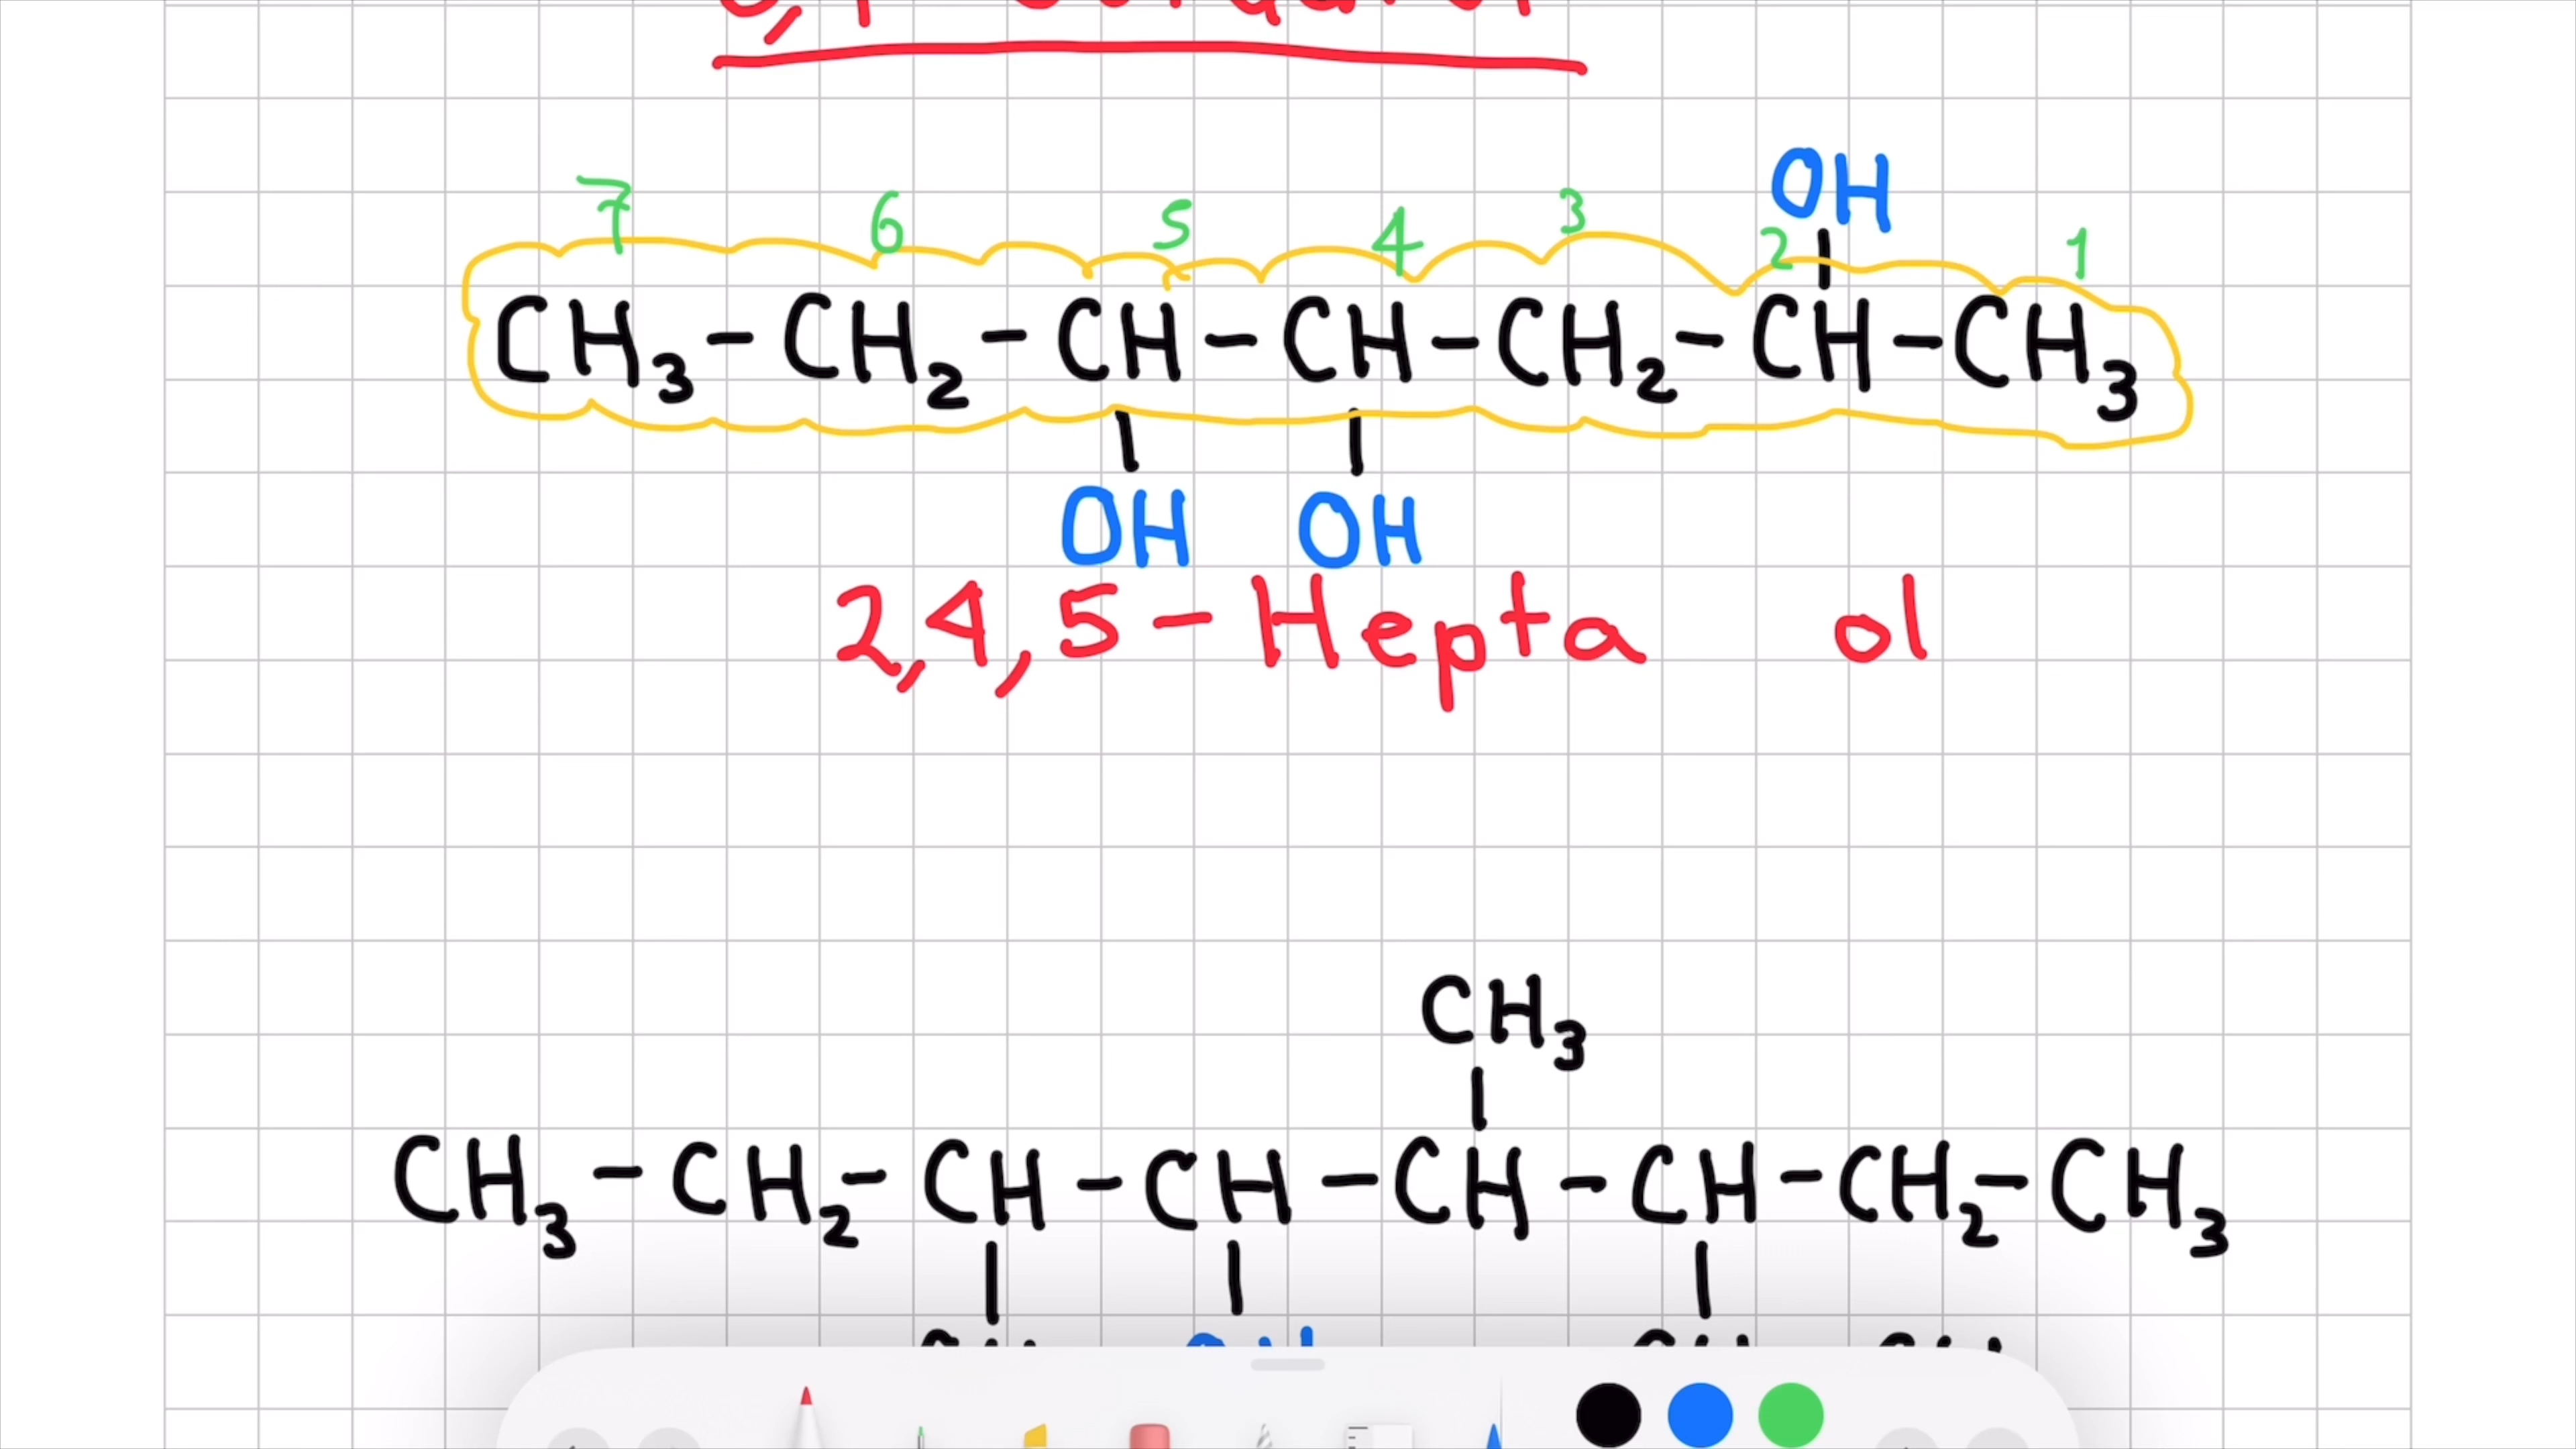 OH
7 6 5 4 3 2 1
CH3-CH2-CH-CH-CH2-CH-CH3
OH OH
2,4,5-Hepta ol
CH3
CH3-CH2-CH-CH-CH-CH-CH2-CH3